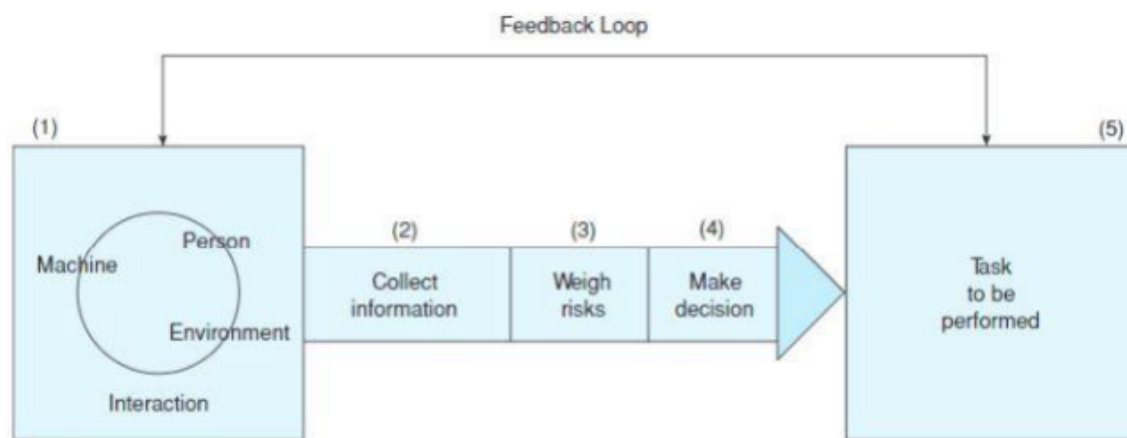 Feedback Loop
(1)
(5)
Person
Machine
Environment
Interaction
(2)
Collect
information
(3)
Weigh
risks
(4)
Make
decision
Task
to be
performed